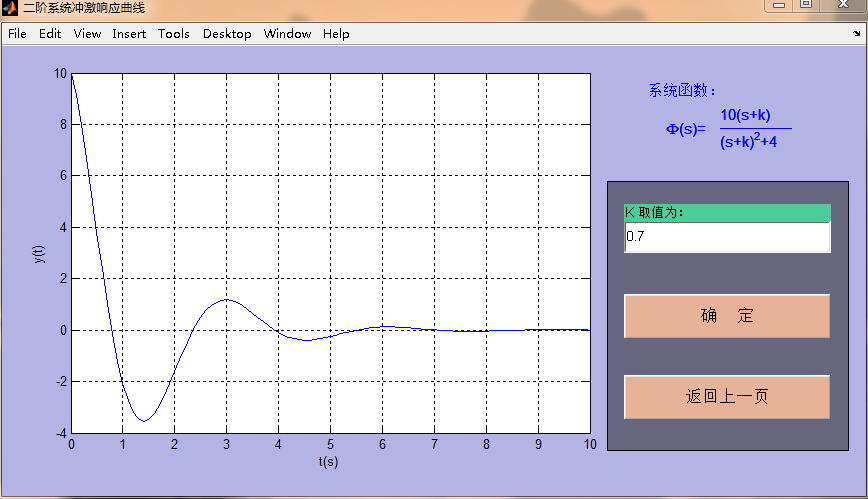 二阶系统冲激响应曲线
File Edit View Insert Tools Desktop Window Help
系统函数：
Φ(s)=
10(s+k)
(s+k)²+4
K 取值为：
0.7
确 定
返回上一页
y(t)
10
8
6
4
2
0
-2
-4
0 1 2 3 4 5 6 7 8 9 10
t(s)